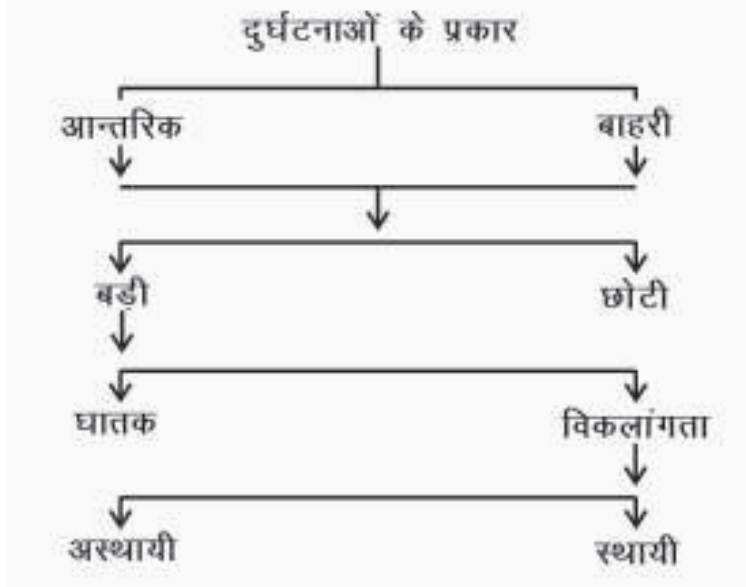 दुर्घटनाओं के प्रकार
आन्तरिक
बाहरी
बड़ी
छोटी
घातक
विकलांगता
अस्थायी
स्थायी